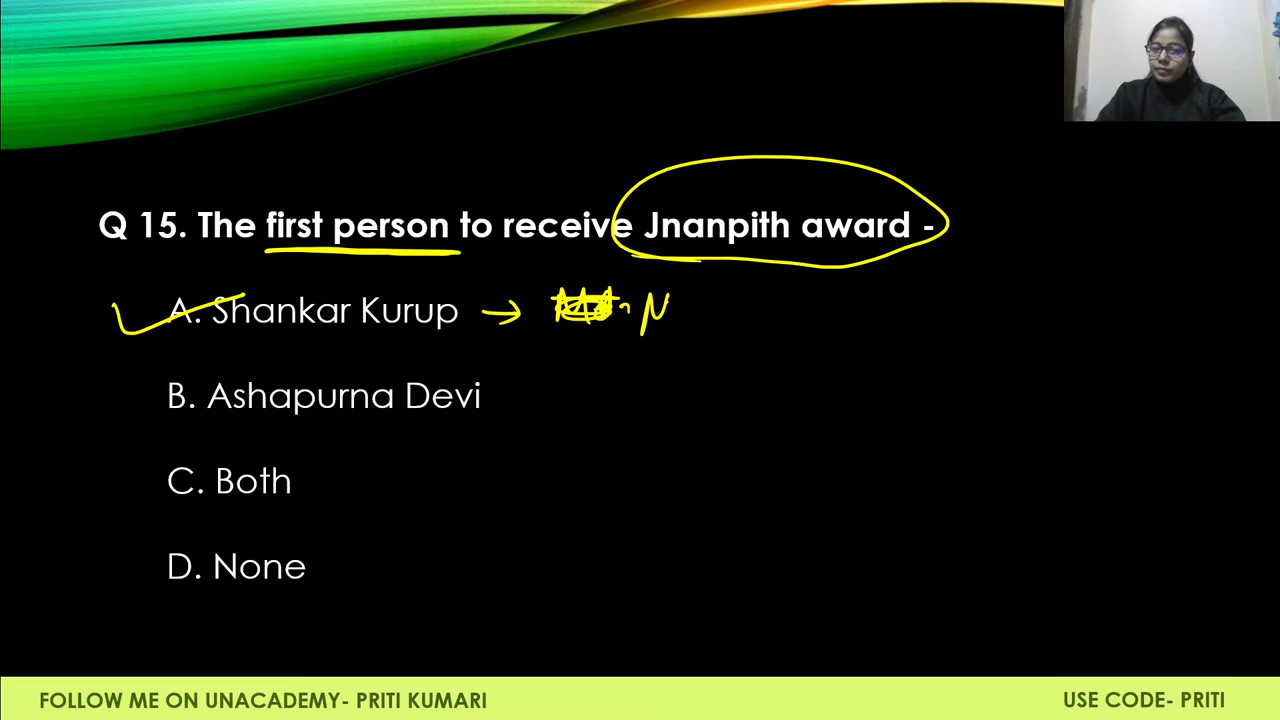 Q 15. The first person to receive Jnanpith award -
A. Shankar Kurup → N
B. Ashapurna Devi
C. Both
D. None
FOLLOW ME ON UNACADEMY- PRITI KUMARI
USE CODE- PRITI